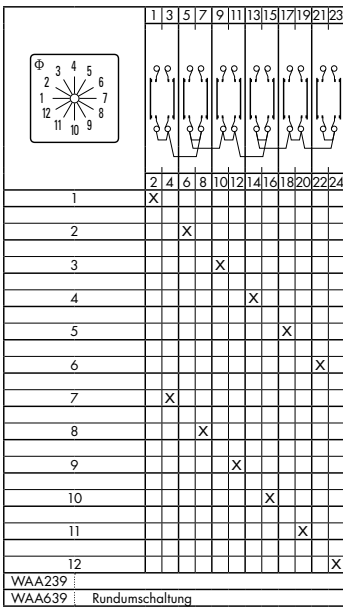 1 3 5 7 9 11 13 15 17 19 21 23
Φ
1 2 3 4 5 6 7 8 9 10 11 12
2 4 6 8 10 12 14 16 18 20 22 24
1 X
2 X
3 X
4 X
5 X
6 X
7 X
8 X
9 X
10 X
11 X
12 X
WAA239
WAA639 Rundumschaltung